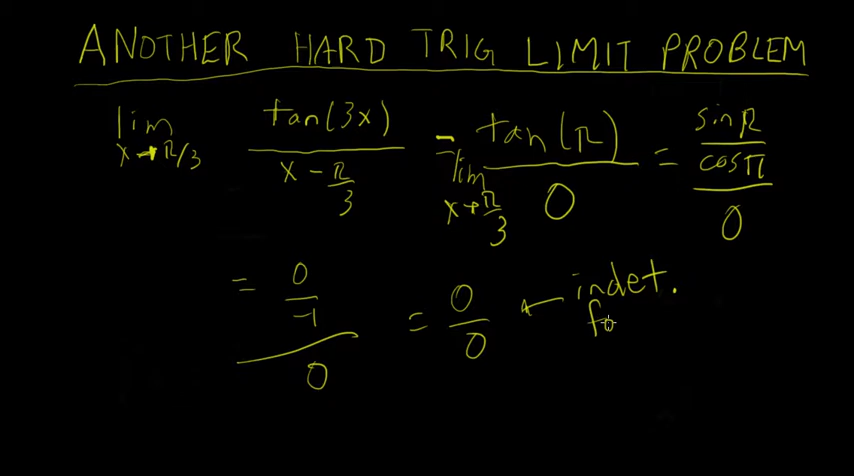 ANOTHER HARD TRIG LIMIT PROBLEM
lim x→π/3 tan(3x) / (x - π/3) = lim x→π/3 tan(π) / 0 = (sin π / cos π) / 0
= (0 / -1) / 0 = 0/0 ← indet.
fo